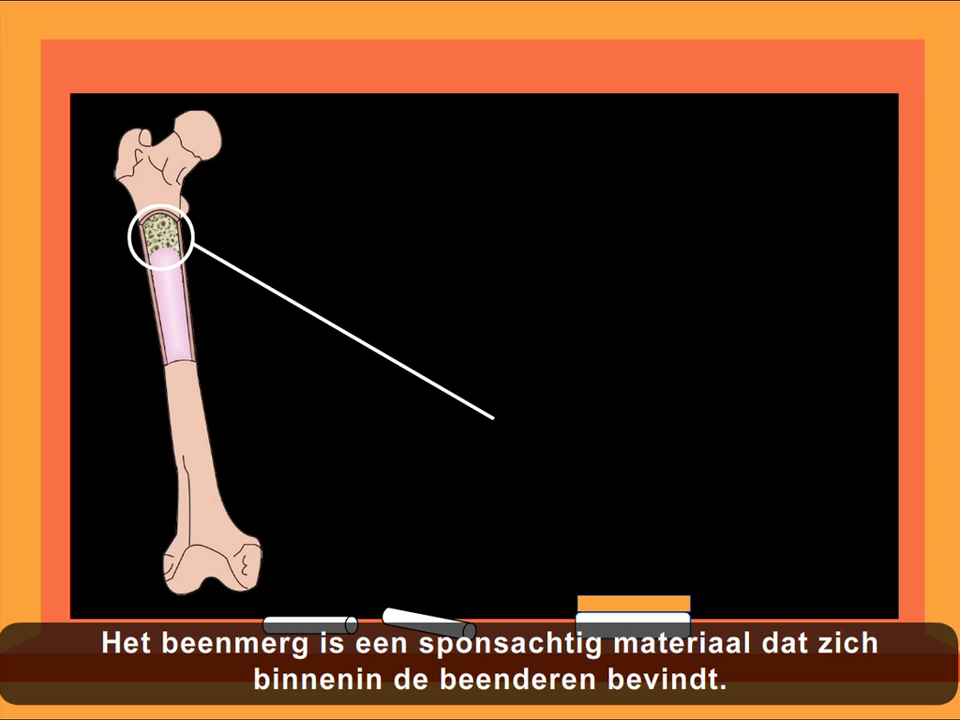 Het beenmerg is een sponsachtig materiaal dat zich
binnenin de beenderen bevindt.